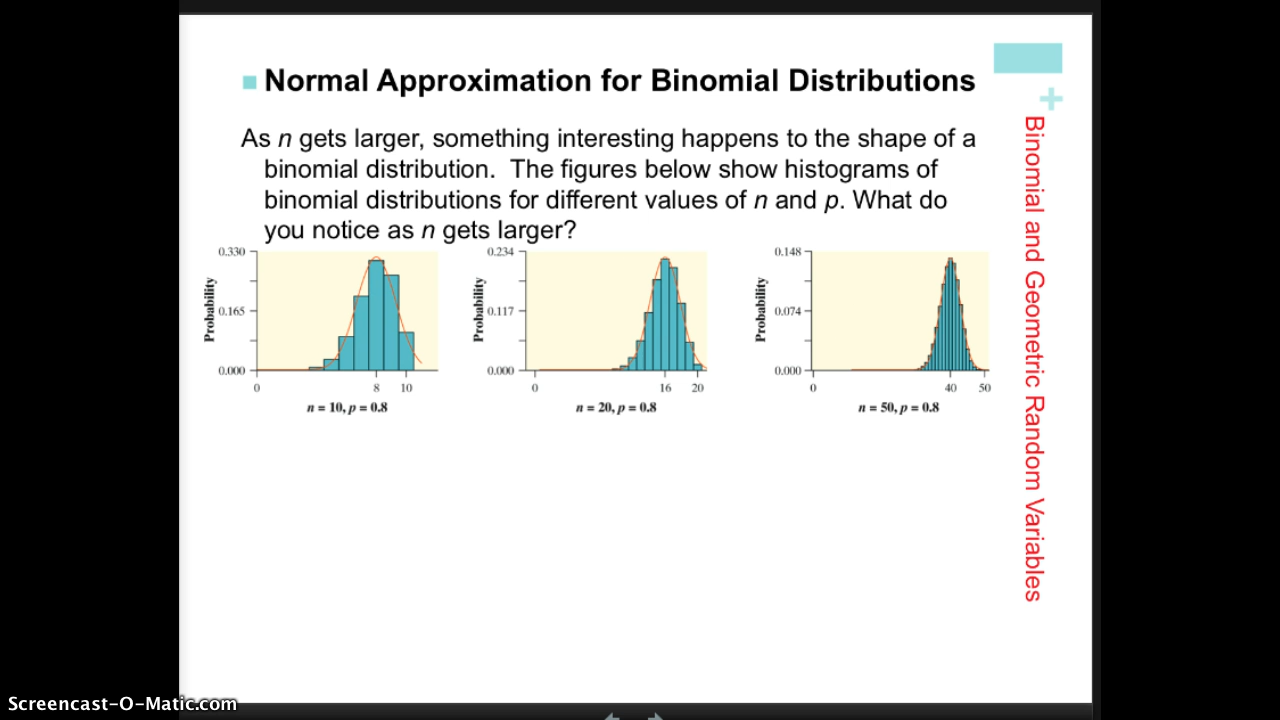 Normal Approximation for Binomial Distributions
As n gets larger, something interesting happens to the shape of a
binomial distribution. The figures below show histograms of
binomial distributions for different values of n and p. What do
you notice as n gets larger?
0.330
0.165
0.000
Probability
0 8 10
n = 10, p = 0.8
0.234
0.117
0.000
Probability
0 16 20
n = 20, p = 0.8
0.148
0.074
0.000
Probability
0 40 50
n = 50, p = 0.8
+
Binomial and Geometric Random Variables
Screencast-O-Matic.com